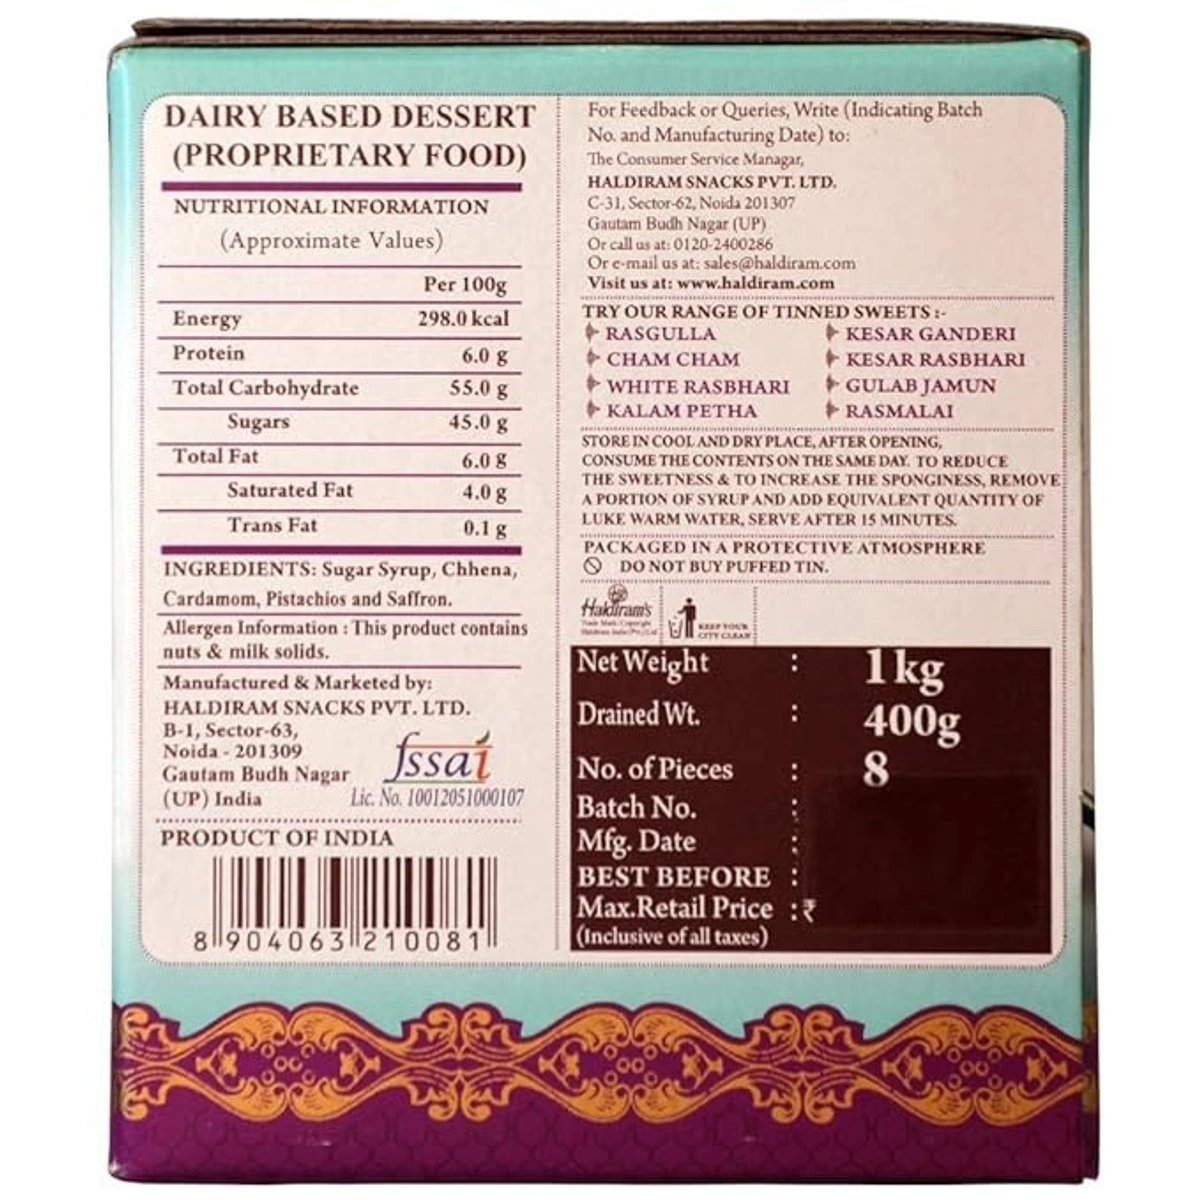 DAIRY BASED DESSERT
(PROPRIETARY FOOD)
NUTRITIONAL INFORMATION
(Approximate Values)
Per 100g
Energy 298.0 kcal
Protein 6.0 g
Total Carbohydrate 55.0 g
Sugars 45.0 g
Total Fat 6.0 g
Saturated Fat 4.0 g
Trans Fat 0.1 g
INGREDIENTS: Sugar Syrup, Chhena,
Cardamom, Pistachios and Saffron.
Allergen Information : This product contains
nuts & milk solids.
Manufactured & Marketed by:
HALDIRAM SNACKS PVT. LTD.
B-1, Sector-63,
Noida - 201309
Gautam Budh Nagar
(UP) India
fssai
Lic. No. 10012051000107
PRODUCT OF INDIA
8 904063 210081
For Feedback or Queries, Write (Indicating Batch
No. and Manufacturing Date) to:
The Consumer Service Managar,
HALDIRAM SNACKS PVT. LTD.
C-31, Sector-62, Noida 201307
Gautam Budh Nagar (UP)
Or call us at: 0120-2400286
Or e-mail us at: sales@haldiram.com
Visit us at: www.haldiram.com
TRY OUR RANGE OF TINNED SWEETS :-
RASGULLA KESAR GANDERI
CHAM CHAM KESAR RASBHARI
WHITE RASBHARI GULAB JAMUN
KALAM PETHA RASMALAI
STORE IN COOL AND DRY PLACE, AFTER OPENING,
CONSUME THE CONTENTS ON THE SAME DAY. TO REDUCE
THE SWEETNESS & TO INCREASE THE SPONGINESS, REMOVE
A PORTION OF SYRUP AND ADD EQUIVALENT QUANTITY OF
LUKE WARM WATER, SERVE AFTER 15 MINUTES.
PACKAGED IN A PROTECTIVE ATMOSPHERE
DO NOT BUY PUFFED TIN.
Haldiram's
Trade Mark/Copyright
KEEP YOUR
CITY CLEAN
Net Weight : 1 kg
Drained Wt. : 400g
No. of Pieces : 8
Batch No. :
Mfg. Date :
BEST BEFORE :
Max.Retail Price : ₹
(Inclusive of all taxes)